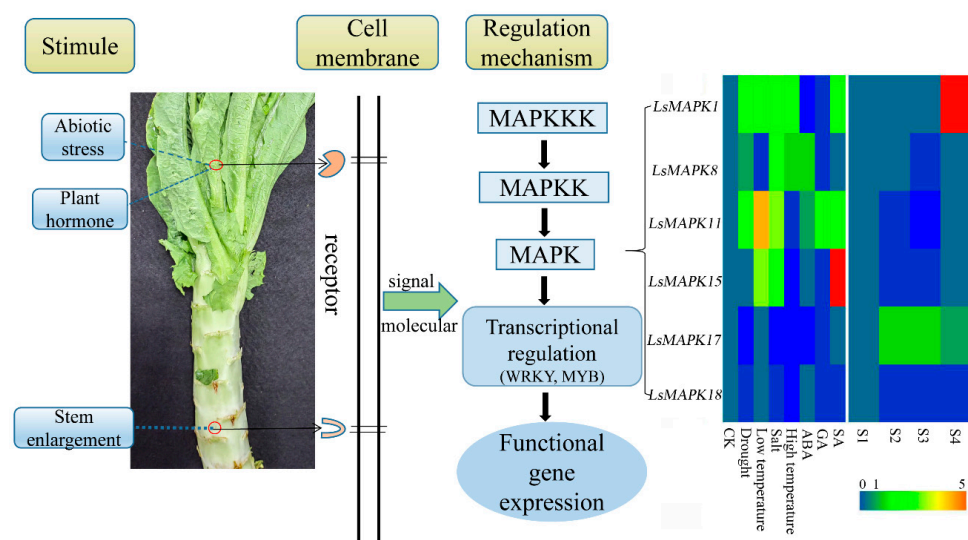 Stimule
Cell
membrane
Regulation
mechanism
Abiotic
stress
Plant
hormone
Stem
enlargement
receptor
signal
molecular
MAPKKK
MAPKK
MAPK
Transcriptional
regulation
(WRKY, MYB)
Functional
gene
expression
LsMAPK1
LsMAPK8
LsMAPK11
LsMAPK15
LsMAPK17
LsMAPK18
CK
Drought
Low temperature
Salt
High temperature
ABA
GA
SA
S1
S2
S3
S4
0 1 5